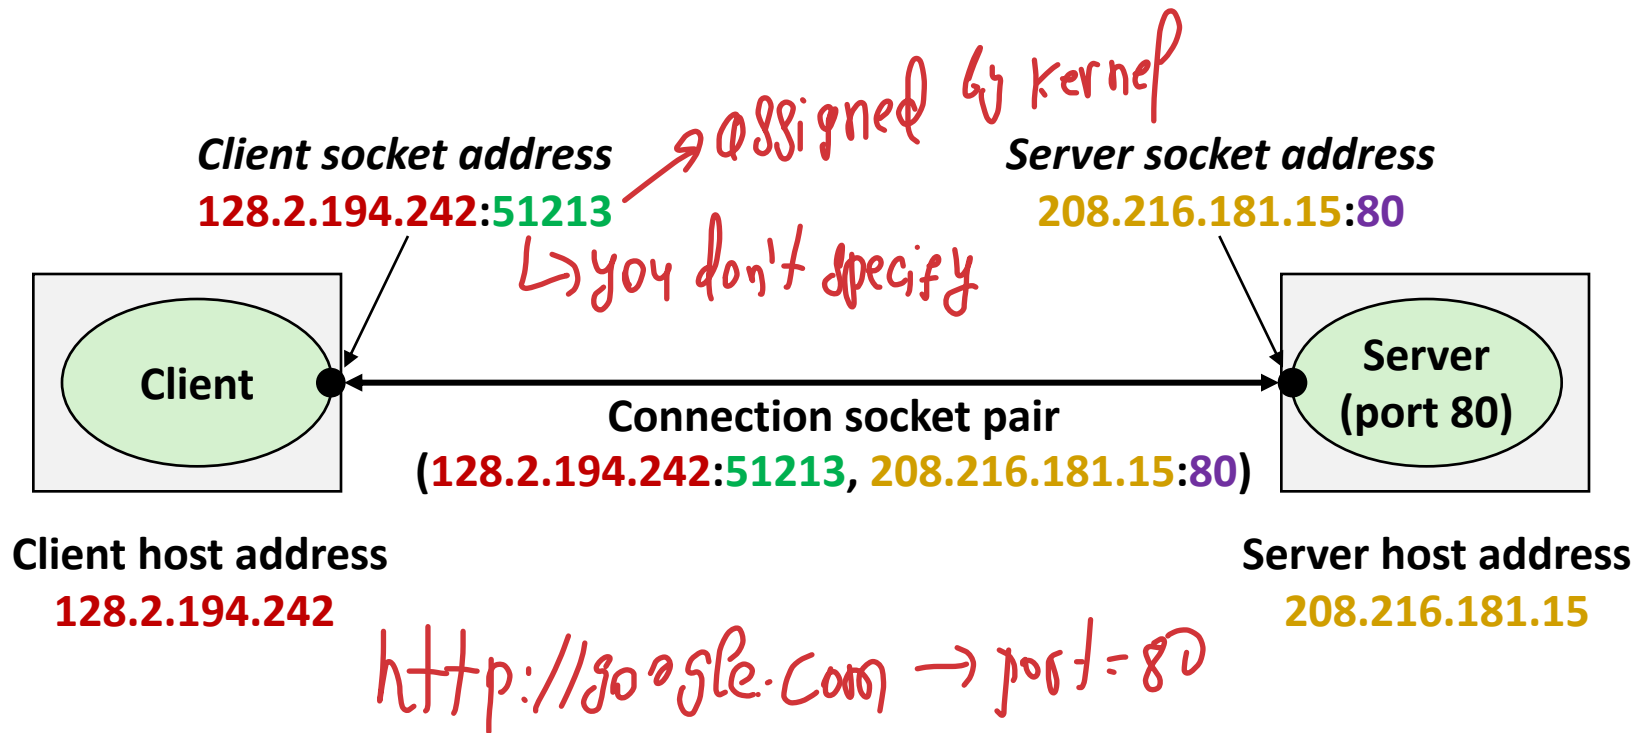 assigned by kernel
Client socket address
Server socket address
128.2.194.242:51213
208.216.181.15:80
you don't specify
Client
Server
(port 80)
Connection socket pair
(128.2.194.242:51213, 208.216.181.15:80)
Client host address
Server host address
128.2.194.242
208.216.181.15
http://google.com → port=80